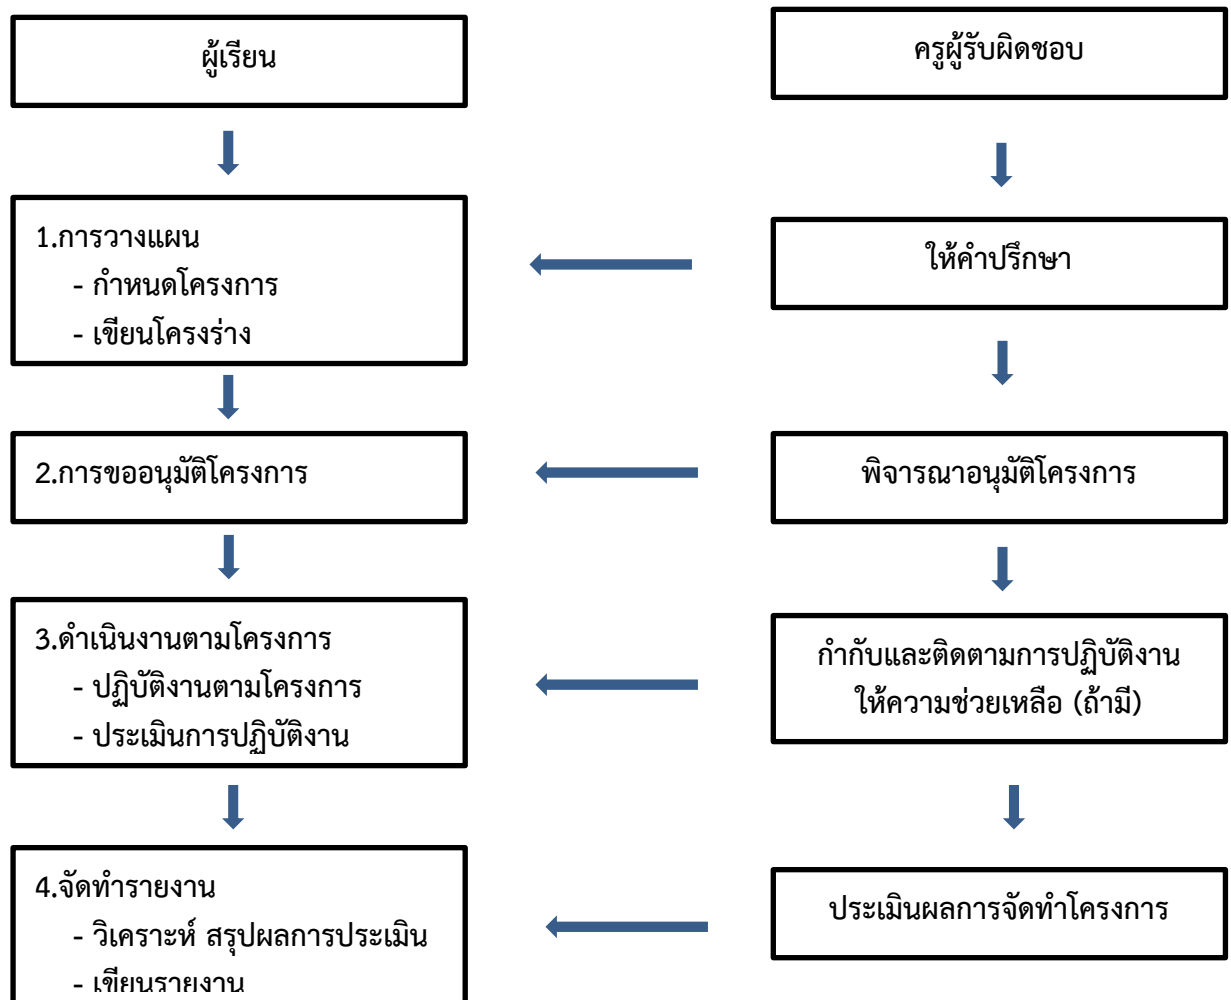 ผู้เรียน
ครูผู้รับผิดชอบ
1.การวางแผน
- กำหนดโครงการ
- เขียนโครงร่าง
ให้คำปรึกษา
2.การขออนุมัติโครงการ
พิจารณาอนุมัติโครงการ
3.ดำเนินงานตามโครงการ
- ปฏิบัติงานตามโครงการ
- ประเมินการปฏิบัติงาน
กำกับและติดตามการปฏิบัติงาน
ให้ความช่วยเหลือ (ถ้ามี)
4.จัดทำรายงาน
- วิเคราะห์ สรุปผลการประเมิน
- เขียนรายงาน
ประเมินผลการจัดทำโครงการ